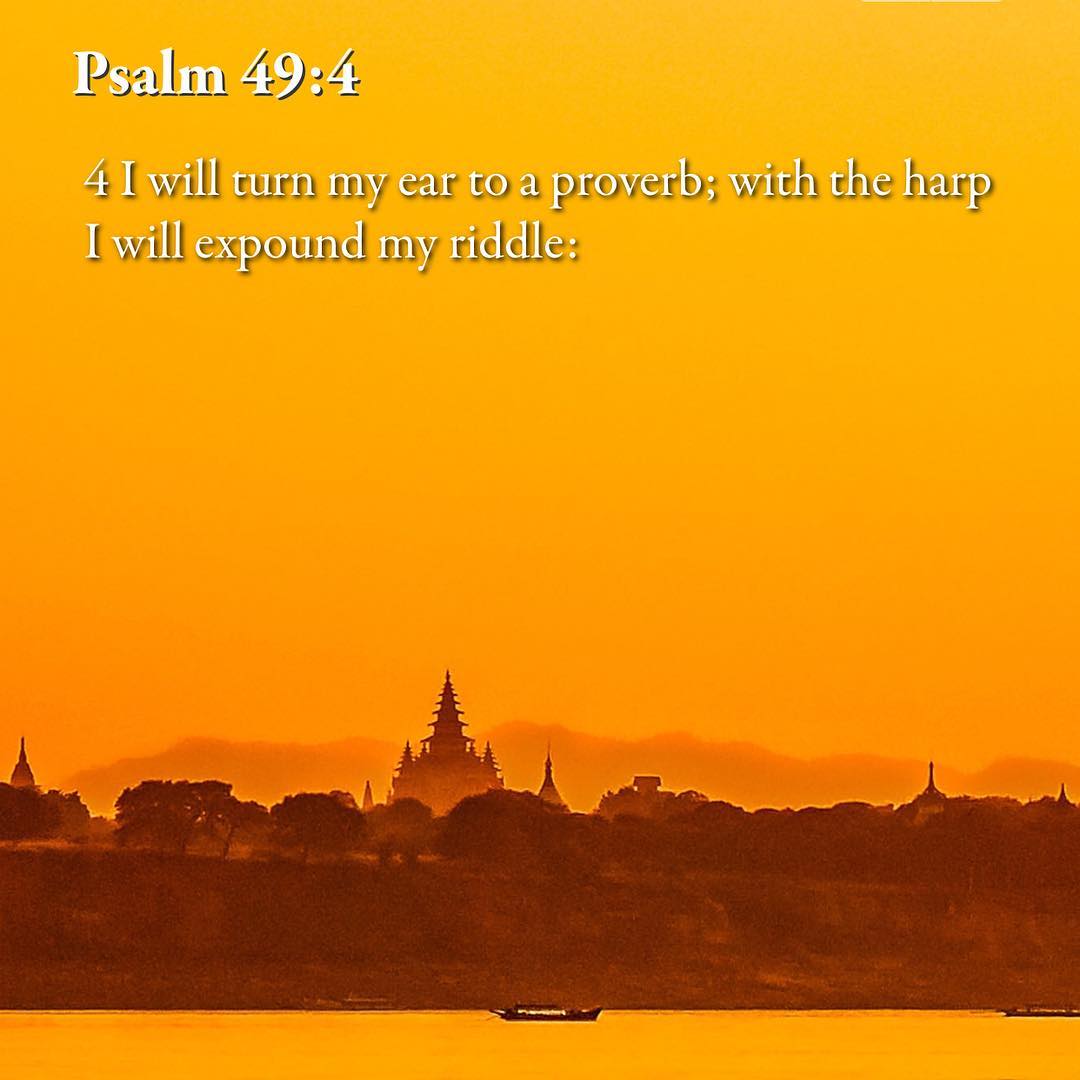 Psalm 49:4
4 I will turn my ear to a proverb; with the harp
I will expound my riddle: